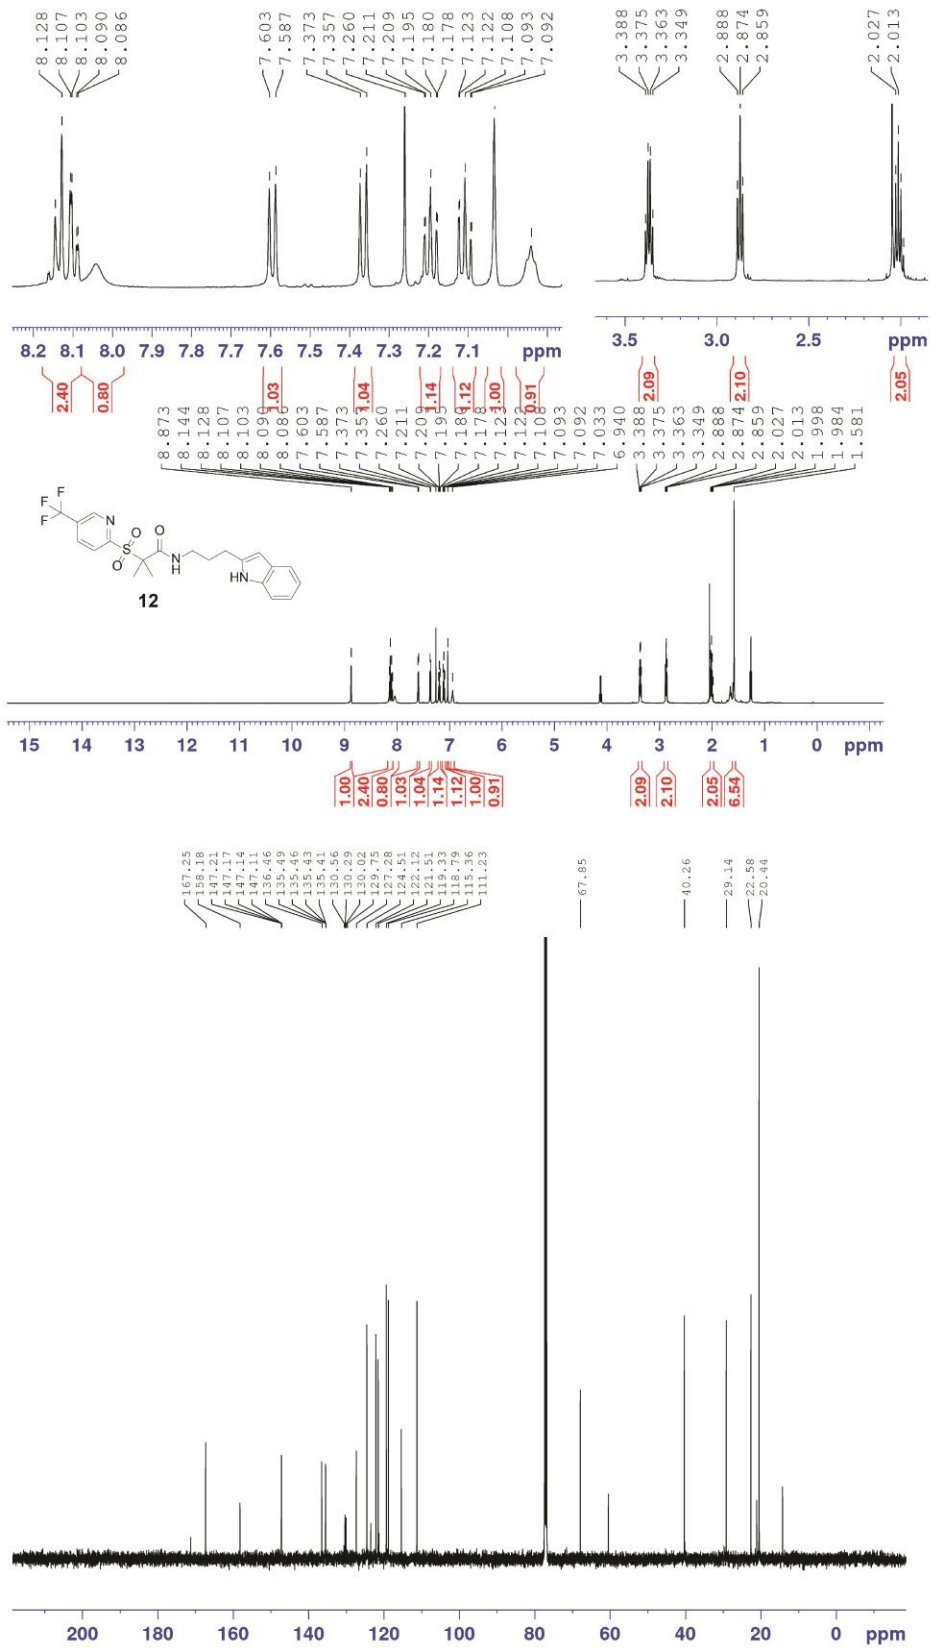 8.128 8.107 8.103 8.090 8.086 7.603 7.587 7.373 7.357 7.260 7.211 7.209 7.195 7.180 7.178 7.123 7.122 7.108 7.093 7.092 3.388 3.375 3.363 3.349 2.888 2.874 2.859 2.027 2.013
8.2 8.1 8.0 7.9 7.8 7.7 7.6 7.5 7.4 7.3 7.2 7.1 ppm 3.5 3.0 2.5 ppm
2.40 0.80 1.03 1.04 1.14 1.12 1.00 0.91 2.09 2.10 2.05
8.873 8.144 8.128 8.107 8.103 8.090 8.086 7.603 7.587 7.373 7.357 7.260 7.211 7.209 7.195 7.180 7.178 7.123 7.122 7.108 7.093 7.092 7.033 6.940 3.388 3.375 3.363 3.349 2.888 2.874 2.859 2.027 2.013 1.998 1.984 1.581
F
F
F
N
O
S
O
O
N
H
HN
12
15 14 13 12 11 10 9 8 7 6 5 4 3 2 1 0 ppm
1.00 2.40 0.80 1.03 1.04 1.14 1.12 1.00 0.91 2.09 2.10 2.05 6.54
167.25 158.18 147.21 147.17 147.14 147.11 136.46 135.49 135.46 135.43 135.41 130.56 130.29 130.02 129.75 127.28 124.51 122.12 121.51 119.33 118.79 115.36 111.23 67.85 40.26 29.14 22.58 20.44
200 180 160 140 120 100 80 60 40 20 0 ppm